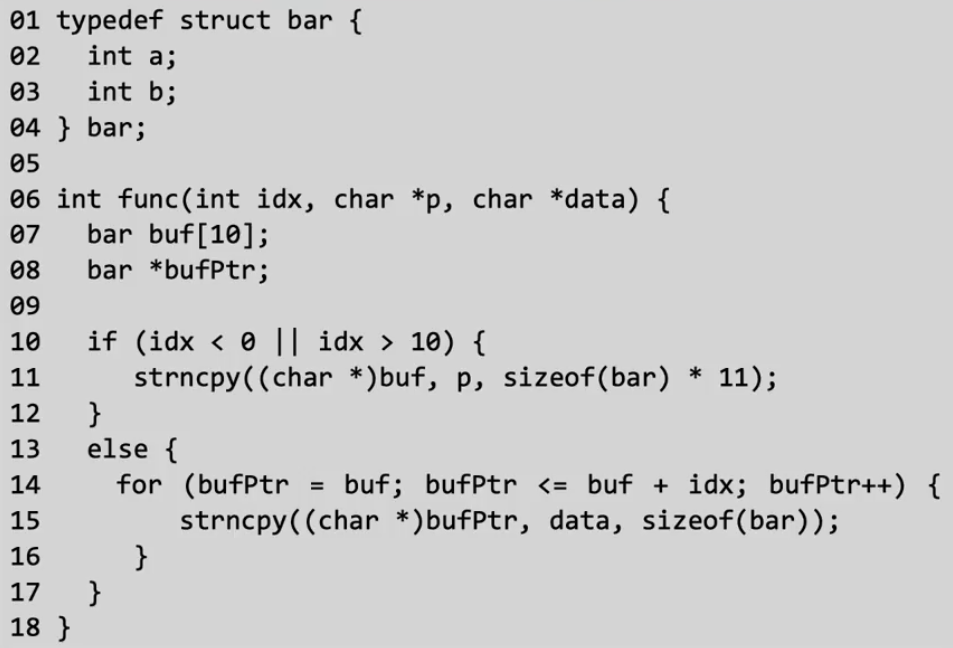 01 typedef struct bar {
02   int a;
03   int b;
04 } bar;
05
06 int func(int idx, char *p, char *data) {
07   bar buf[10];
08   bar *bufPtr;
09
10   if (idx < 0 || idx > 10) {
11      strncpy((char *)buf, p, sizeof(bar) * 11);
12   }
13   else {
14     for (bufPtr = buf; bufPtr <= buf + idx; bufPtr++) {
15         strncpy((char *)bufPtr, data, sizeof(bar));
16      }
17   }
18 }